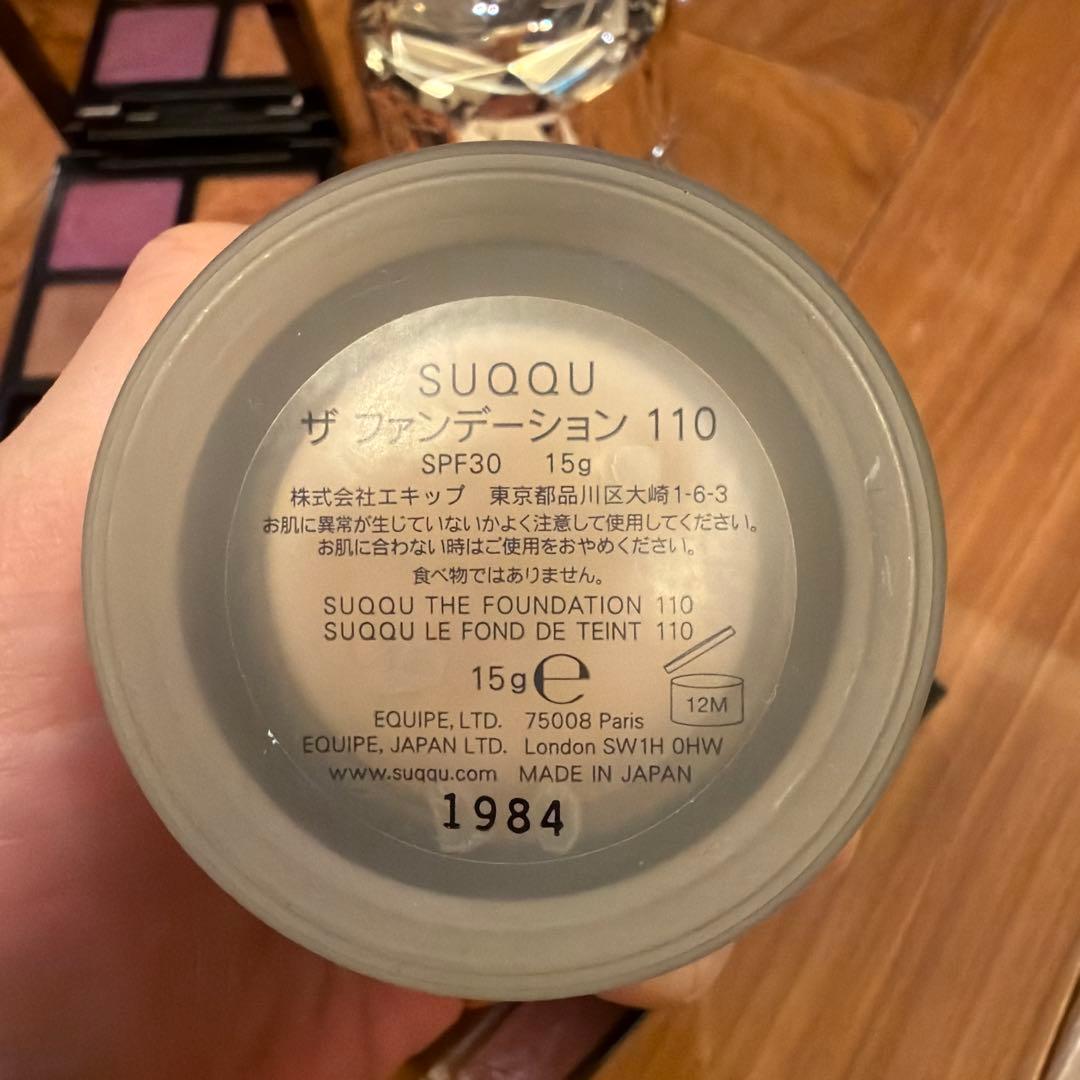 SUQQU
ザ ファンデーション 110
SPF30 15g
株式会社エキップ 東京都品川区大崎1-6-3
お肌に異常が生じていないかよく注意して使用してください。
お肌に合わない時はご使用をおやめください。
食べ物ではありません。
SUQQU THE FOUNDATION 110
SUQQU LE FOND DE TEINT 110
15g e
12M
EQUIPE, LTD. 75008 Paris
EQUIPE, JAPAN LTD. London SW1H 0HW
www.suqqu.com MADE IN JAPAN
1984